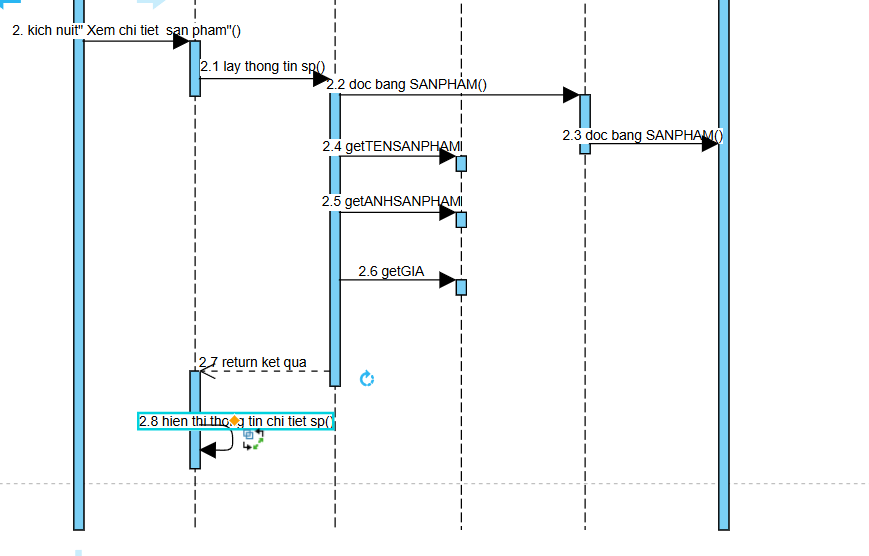 2. kich nuit" Xem chi tiet san pham"()
2.1 lay thong tin sp()
2.2 doc bang SANPHAM()
2.3 doc bang SANPHAM()
2.4 getTENSANPHAM
2.5 getANHSANPHAM
2.6 getGIA
2.7 return ket qua
2.8 hien thi thong tin chi tiet sp()